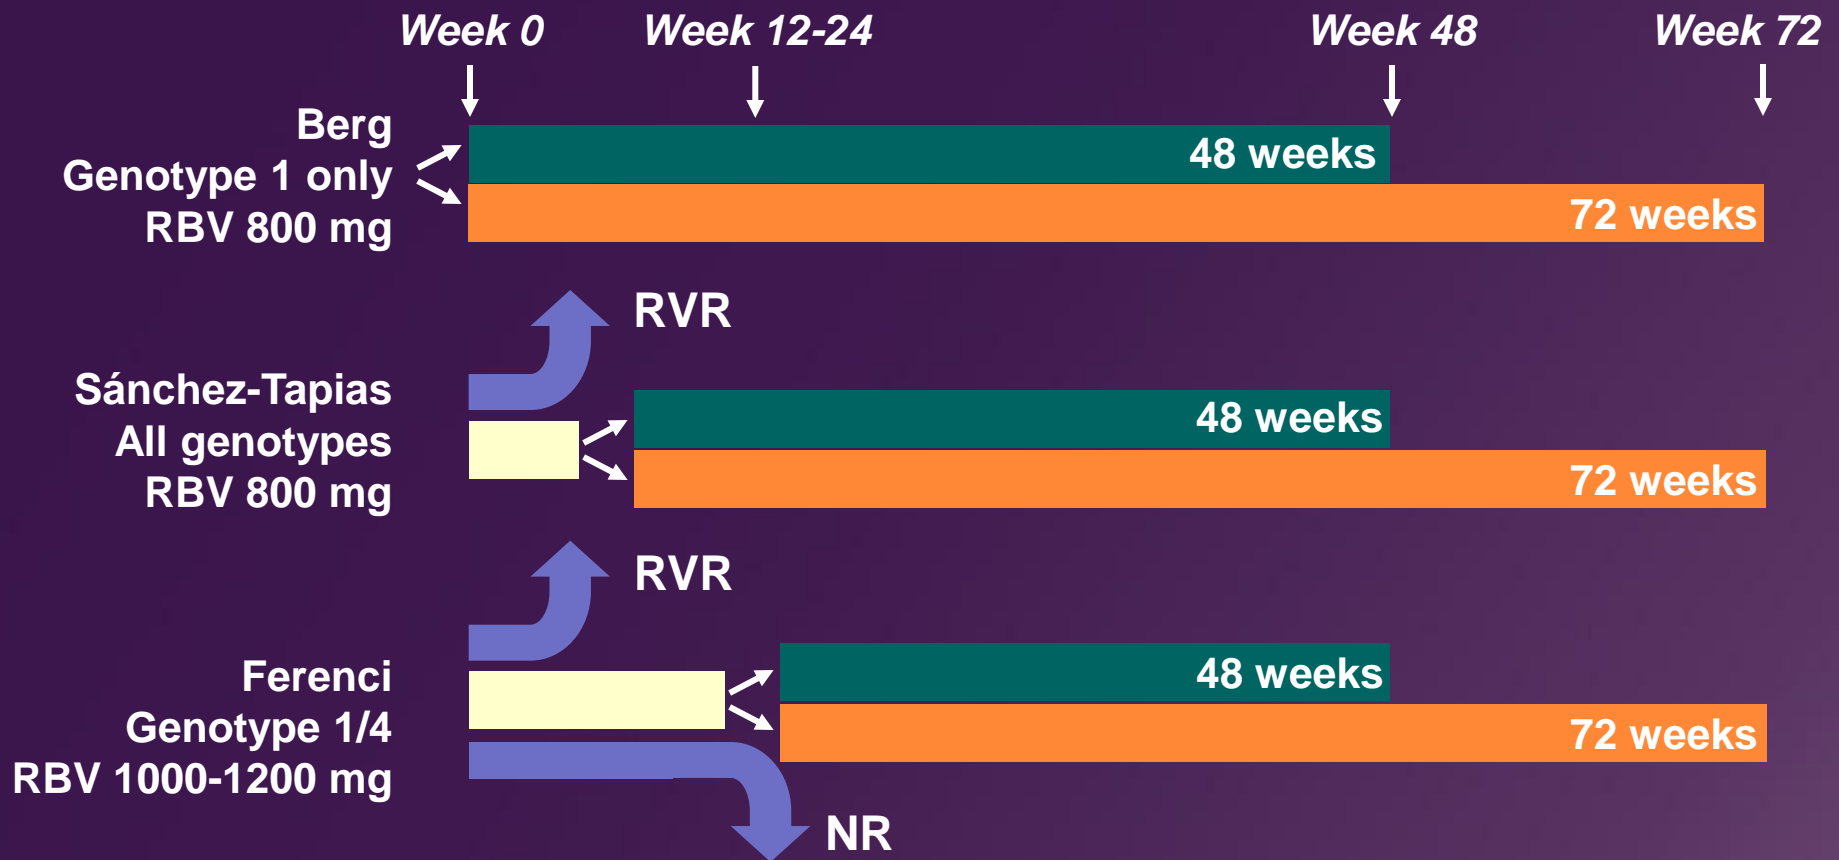 Week 0
Week 12-24
Week 48
Week 72
Berg
Genotype 1 only
RBV 800 mg
48 weeks
72 weeks
RVR
Sánchez-Tapias
All genotypes
RBV 800 mg
48 weeks
72 weeks
RVR
Ferenci
Genotype 1/4
RBV 1000-1200 mg
48 weeks
72 weeks
NR